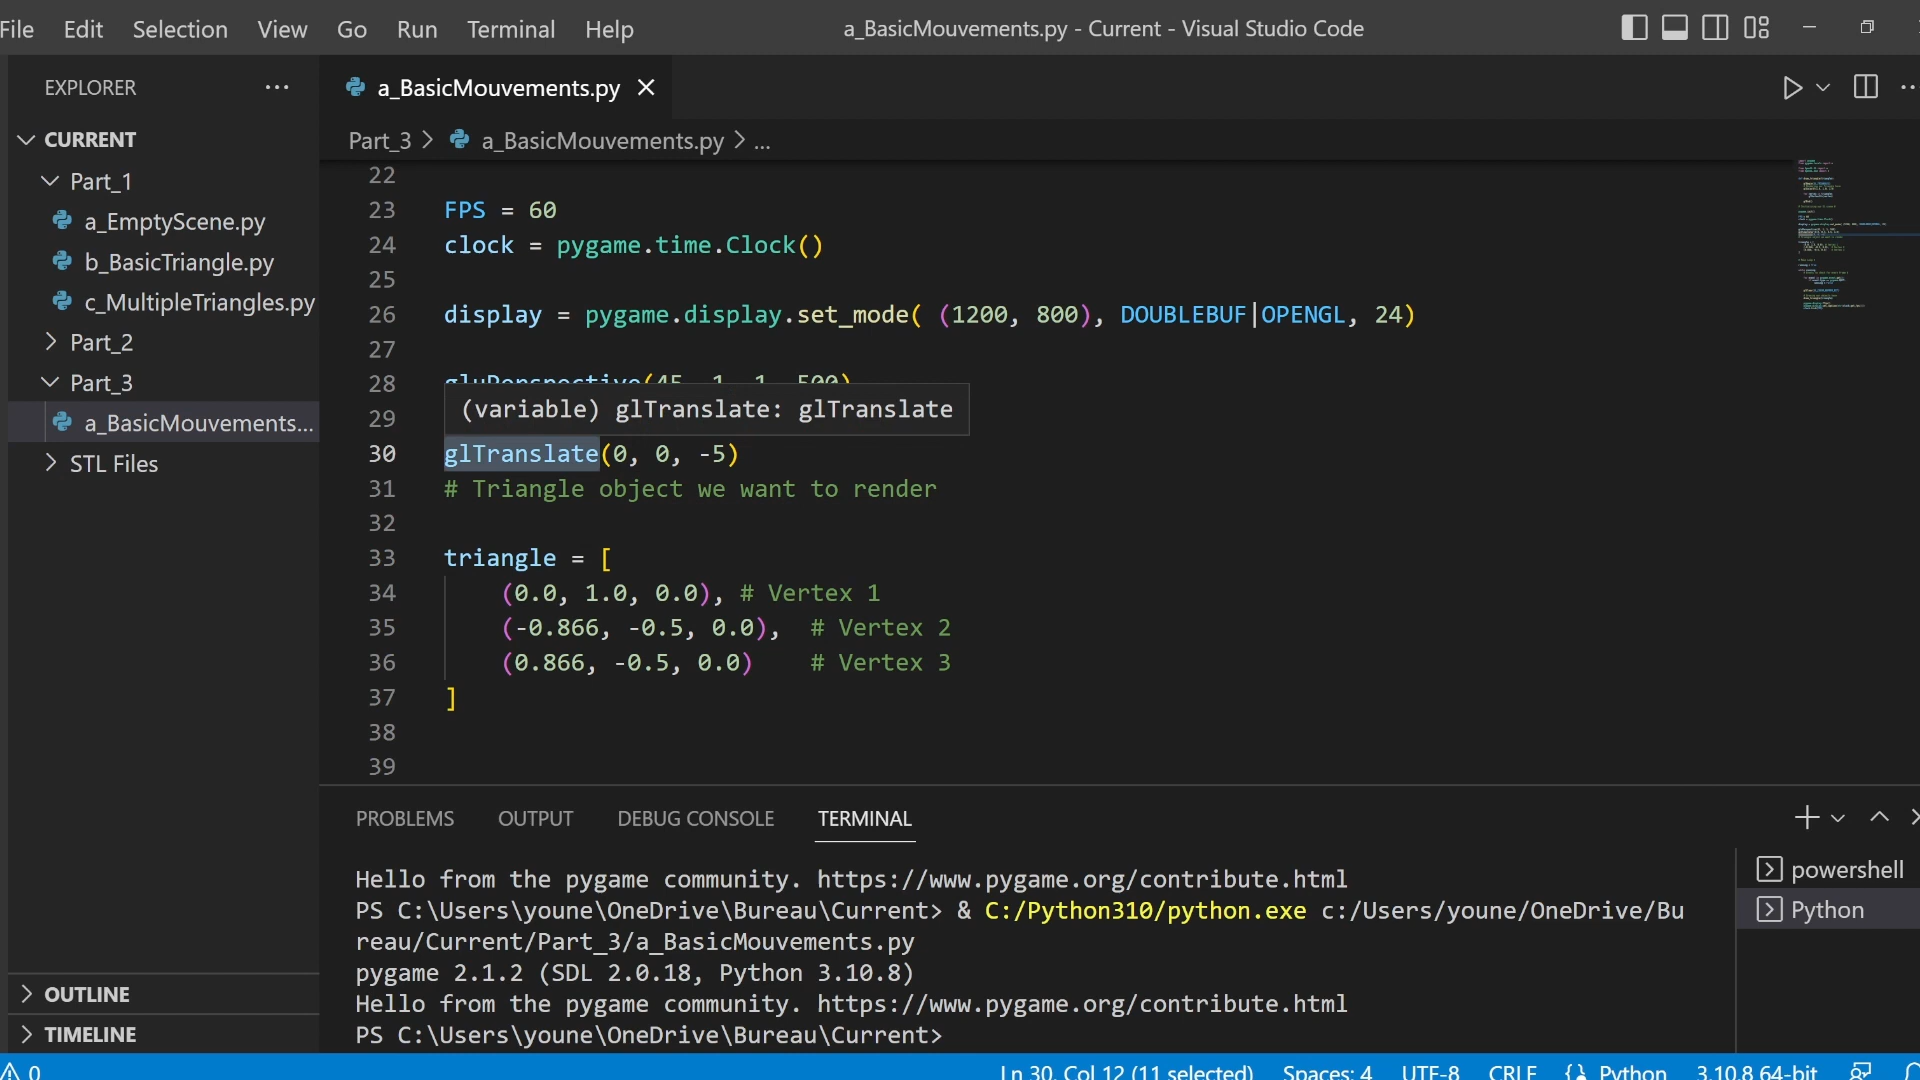 File Edit Selection View Go Run Terminal Help a_BasicMouvements.py - Current - Visual Studio Code
EXPLORER ···
a_BasicMouvements.py
CURRENT
Part_3 > a_BasicMouvements.py > ...
Part_1
a_EmptyScene.py
b_BasicTriangle.py
c_MultipleTriangles.py
Part_2
Part_3
a_BasicMouvements...
STL Files
OUTLINE
TIMELINE
22
23 FPS = 60
24 clock = pygame.time.Clock()
25
26 display = pygame.display.set_mode( (1200, 800), DOUBLEBUF|OPENGL, 24)
27
28 gluPerspective(45, 1, 1, 500)
(variable) glTranslate: glTranslate
29
30 glTranslate(0, 0, -5)
31 # Triangle object we want to render
32
33 triangle = [
34 (0.0, 1.0, 0.0), # Vertex 1
35 (-0.866, -0.5, 0.0), # Vertex 2
36 (0.866, -0.5, 0.0) # Vertex 3
37 ]
38
39
PROBLEMS OUTPUT DEBUG CONSOLE TERMINAL
Hello from the pygame community. https://www.pygame.org/contribute.html
PS C:\Users\youne\OneDrive\Bureau\Current> & C:/Python310/python.exe c:/Users/youne/OneDrive/Bu
reau/Current/Part_3/a_BasicMouvements.py
pygame 2.1.2 (SDL 2.0.18, Python 3.10.8)
Hello from the pygame community. https://www.pygame.org/contribute.html
PS C:\Users\youne\OneDrive\Bureau\Current>
powershell
Python
0 Ln 30, Col 12 (11 selected) Spaces: 4 UTF-8 CRLF Python 3.10.8 64-bit